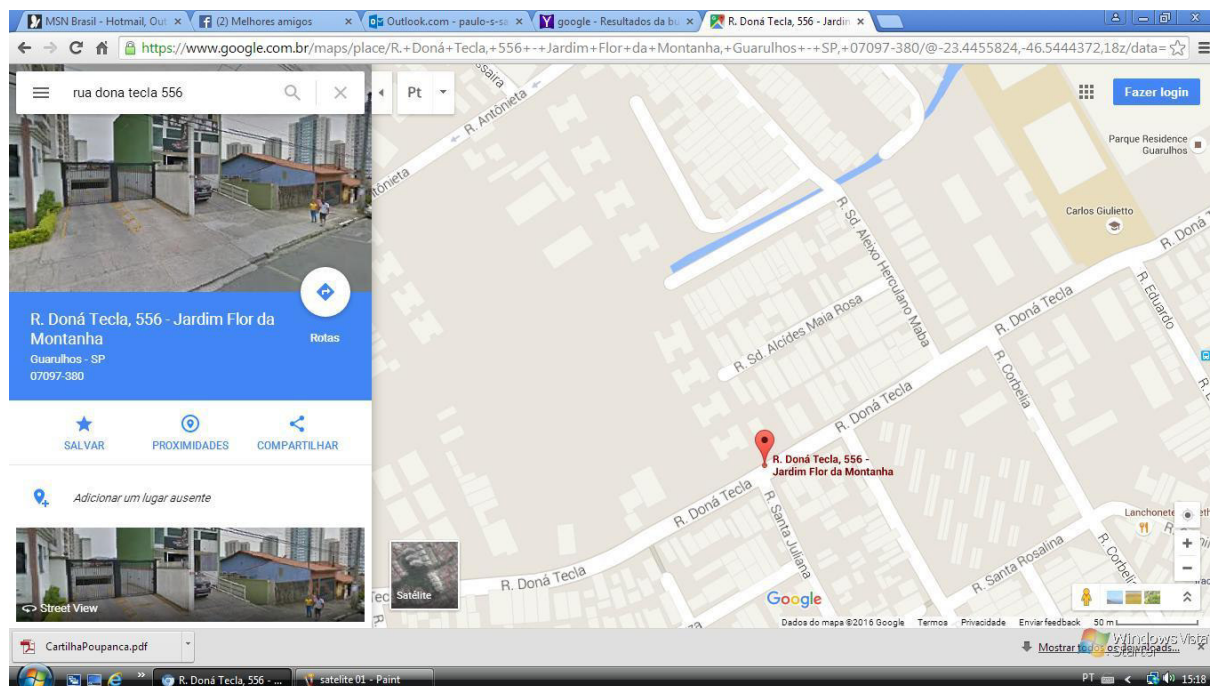 MSN Brasil - Hotmail, Out
(2) Melhores amigos
Outlook.com - paulo-s-sa
google - Resultados da bu
R. Doná Tecla, 556 - Jardin
https://www.google.com.br/maps/place/R.+Doná+Tecla,+556+-+Jardim+Flor+da+Montanha,+Guarulhos+-+SP,+07097-380/@-23.4455824,-46.5444372,18z/data=
rua dona tecla 556
Pt
Fazer login
R. Doná Tecla, 556 - Jardim Flor da
Montanha
Guarulhos - SP
07097-380
Rotas
SALVAR
PROXIMIDADES
COMPARTILHAR
Adicionar um lugar ausente
Street View
R. Antônieta
Parque Residence
Guarulhos
Carlos Giulietto
R. Sd. Aleixo Herculano Maba
R. Eduardo
R. Doná Tecla
R. Sd. Alcides Maia Rosa
R. Corbelia
R. Doná Tecla
R. Doná Tecla, 556 -
Jardim Flor da Montanha
R. Doná Tecla
R. Santa Juliana
Lanchonete
R. Santa Rosalina
R. Doná Tecla
Satélite
Google
Dados do mapa ©2016 Google
Termos
Privacidade
Enviar feedback
50 m
CartilhaPoupanca.pdf
Mostrar todos os downloads...
Windows Vista
Starter
R. Doná Tecla, 556 - ...
satelite 01 - Paint
PT
15:18